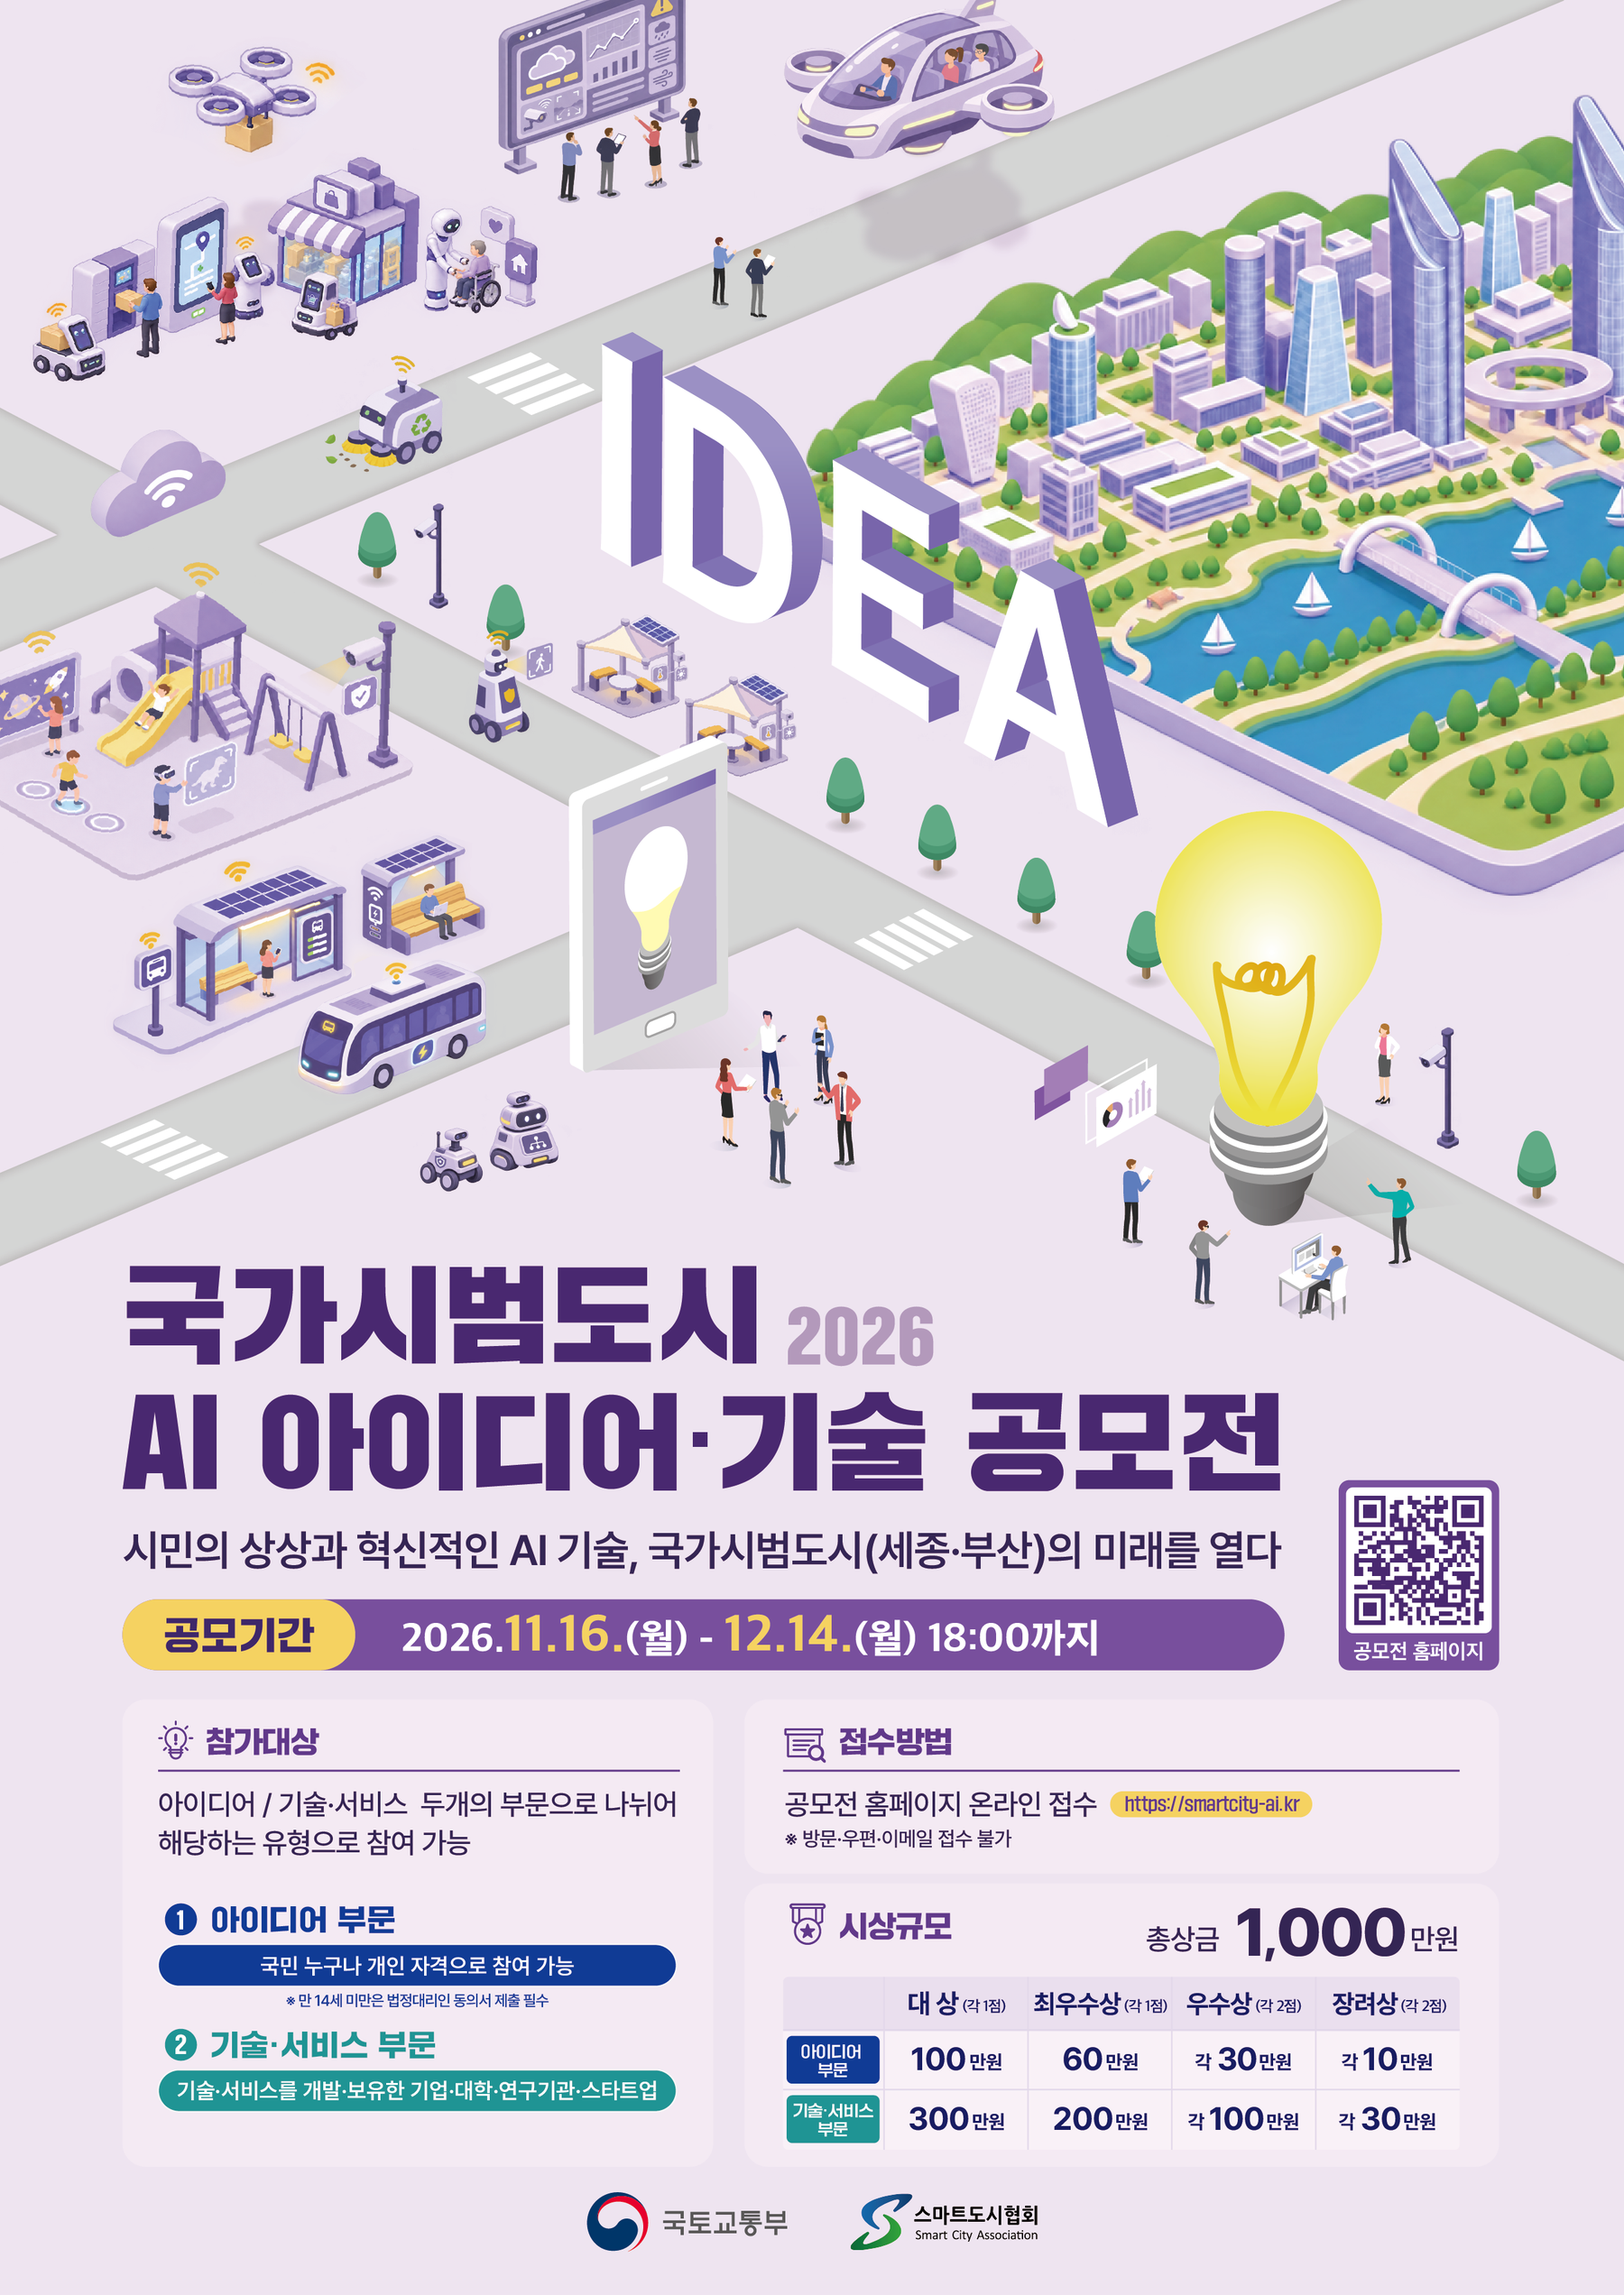 IDEA
국가시범도시 2026
AI 아이디어·기술 공모전
시민의 상상과 혁신적인 AI 기술, 국가시범도시(세종·부산)의 미래를 열다
공모기간 2026.11.16.(월) - 12.14.(월) 18:00까지
공모전 홈페이지
참가대상
아이디어 / 기술·서비스 두개의 부문으로 나뉘어
해당하는 유형으로 참여 가능
1 아이디어 부문
국민 누구나 개인 자격으로 참여 가능
※ 만 14세 미만은 법정대리인 동의서 제출 필수
2 기술·서비스 부문
기술·서비스를 개발·보유한 기업·대학·연구기관·스타트업
접수방법
공모전 홈페이지 온라인 접수 https://smartcity-ai.kr
※ 방문·우편·이메일 접수 불가
시상규모 총상금 1,000만원
대 상 (각 1점) 최우수상 (각 1점) 우수상 (각 2점) 장려상 (각 2점)
아이디어 부문 100만원 60만원 각 30만원 각 10만원
기술·서비스 부문 300만원 200만원 각 100만원 각 30만원
국토교통부
스마트도시협회
Smart City Association